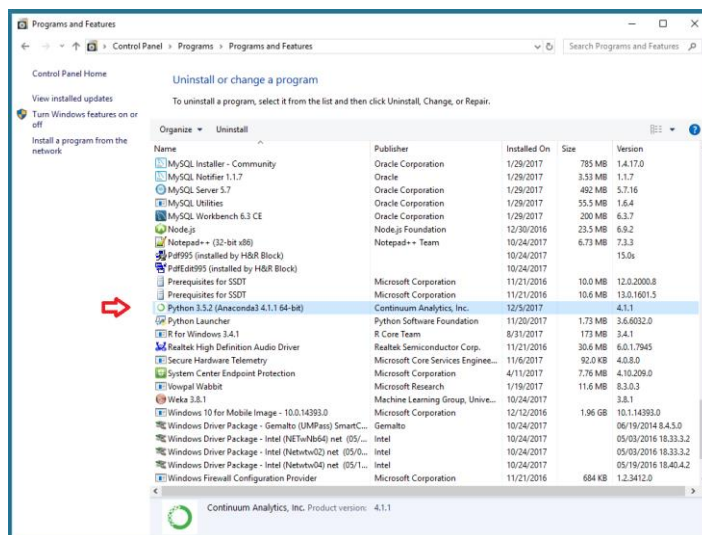 Programs and Features
Control Panel > Programs > Programs and Features
Search Programs and Features
Control Panel Home
View installed updates
Turn Windows features on or
off
Install a program from the
network
Uninstall or change a program
To uninstall a program, select it from the list and then click Uninstall, Change, or Repair.
Organize Uninstall
Name Publisher Installed On Size Version
MySQL Installer - Community Oracle Corporation 1/29/2017 785 MB 1.4.17.0
MySQL Notifier 1.1.7 Oracle 1/29/2017 3.53 MB 1.1.7
MySQL Server 5.7 Oracle Corporation 1/29/2017 492 MB 5.7.16
MySQL Utilities Oracle Corporation 1/29/2017 55.5 MB 1.6.4
MySQL Workbench 6.3 CE Oracle Corporation 1/29/2017 200 MB 6.3.7
Node.js Node.js Foundation 12/30/2016 23.5 MB 6.9.2
Notepad++ (32-bit x86) Notepad++ Team 10/24/2017 6.73 MB 7.3.3
Pdf995 (installed by H&R Block) 10/24/2017 15.0s
PdfEdit995 (installed by H&R Block) 10/24/2017
Prerequisites for SSDT Microsoft Corporation 11/21/2016 10.0 MB 12.0.2000.8
Prerequisites for SSDT Microsoft Corporation 11/21/2016 10.6 MB 13.0.1601.5
Python 3.5.2 (Anaconda3 4.1.1 64-bit) Continuum Analytics, Inc. 12/5/2017 4.1.1
Python Launcher Python Software Foundation 11/20/2017 1.73 MB 3.6.6032.0
R for Windows 3.4.1 R Core Team 8/31/2017 173 MB 3.4.1
Realtek High Definition Audio Driver Realtek Semiconductor Corp. 11/21/2016 30.6 MB 6.0.1.7945
Secure Hardware Telemetry Microsoft Core Services Enginee... 11/6/2017 92.0 KB 4.0.8.0
System Center Endpoint Protection Microsoft Corporation 4/11/2017 7.76 MB 4.10.209.0
Vowpal Wabbit Microsoft Research 1/19/2017 11.6 MB 8.3.0.3
Weka 3.8.1 Machine Learning Group, Unive... 10/24/2017 3.8.1
Windows 10 for Mobile Image - 10.0.14393.0 Microsoft Corporation 12/12/2016 1.96 GB 10.1.14393.0
Windows Driver Package - Gemalto (UMPass) SmartC... Gemalto 10/24/2017 06/19/2014 8.4.5.0
Windows Driver Package - Intel (NETwNb64) net (05/... Intel 10/24/2017 05/03/2016 18.33.3.2
Windows Driver Package - Intel (Netwtw02) net (05/0... Intel 10/24/2017 05/03/2016 18.33.3.2
Windows Driver Package - Intel (Netwtw04) net (05/1... Intel 10/24/2017 05/19/2016 18.40.4.2
Windows Firewall Configuration Provider Microsoft Corporation 11/21/2016 684 KB 1.2.3412.0
Continuum Analytics, Inc. Product version: 4.1.1